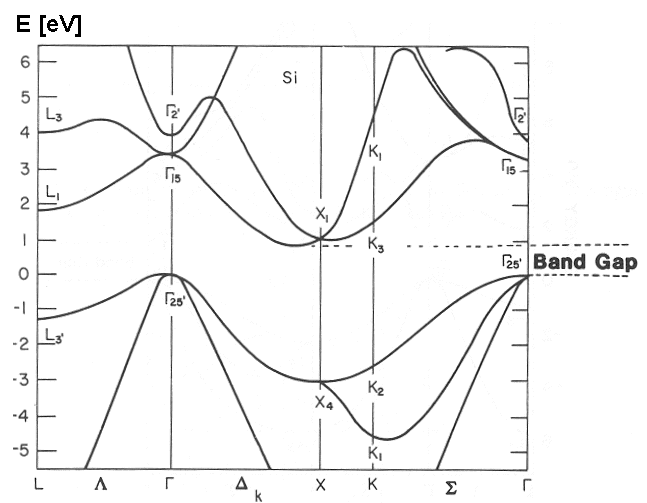 E [eV]
6
5
4
3
2
1
0
-1
-2
-3
-4
-5
Si
L₃
L₁
L₃'
Γ₂'
Γ₁₅
Γ₂₅'
X₁
X₄
K₁
K₃
K₂
K₁
Γ₂'
Γ₁₅
Γ₂₅'
Band Gap
L Λ Γ Δ k X K Σ Γ